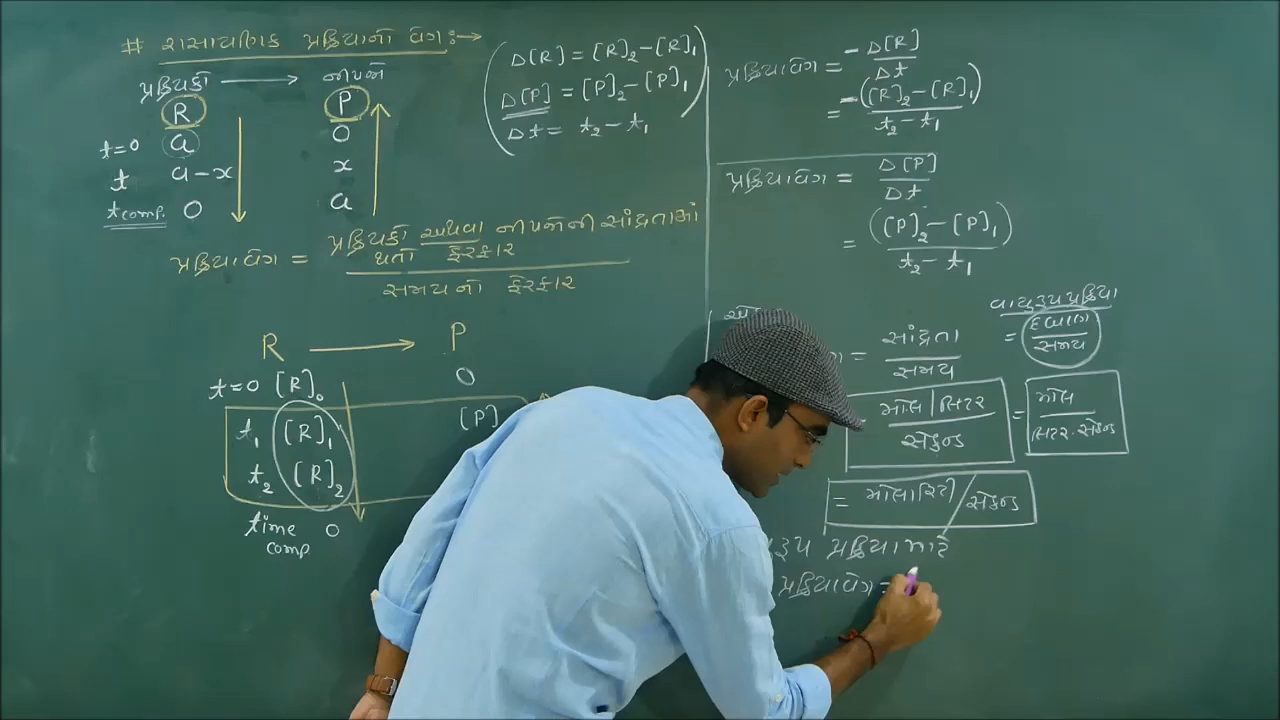 # રાસાયણિક પ્રક્રિયાનો વેગ :→
પ્રક્રિયકો → નીપજો
R P
t=0 a 0
t a-x x
tcomp. 0 a
Δ[R] = [R]₂-[R]₁
Δ[P] = [P]₂-[P]₁
Δt = t₂-t₁
પ્રક્રિયાવેગ = પ્રક્રિયકો અથવા નીપજોની સાંદ્રતામાં
થતો ફેરફાર
સમયનો ફેરફાર
R → P
t=0 [R]₀ 0
t₁ [R]₁ [P]
t₂ [R]₂
time comp. 0
પ્રક્રિયાવેગ = -Δ[R]/Δt
= -([R]₂-[R]₁)/t₂-t₁
પ્રક્રિયાવેગ = Δ[P]/Δt
= ([P]₂-[P]₁)/t₂-t₁
વાયુરૂપ પ્રક્રિયા
= સાંદ્રતા/સમય = દબાણ/સમય
મોલ/લિટર/સેકન્ડ = મોલ/લિટર.સેકન્ડ
= મોલારિટી/સેકન્ડ
રૂપ પ્રક્રિયા માટે
પ્રક્રિયાવેગ =